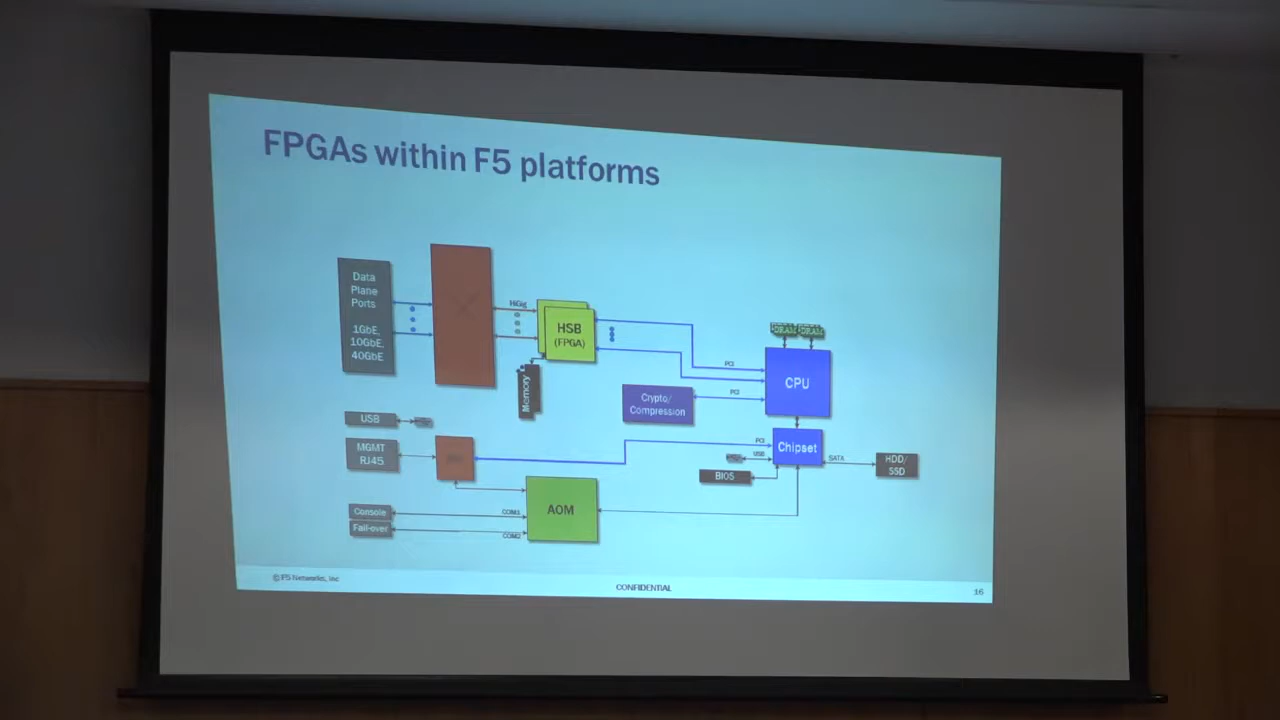 FPGAs within F5 platforms
Data
Plane
Ports
1GbE,
10GbE,
40GbE
HiGig
HSB
(FPGA)
Memory
DRAM
DRAM
PCI
CPU
PCI
Crypto/
Compression
USB
MGMT
RJ45
PCI
Chipset
USB
BIOS
SATA
HDD/
SSD
AOM
Console
COM1
Fail-over
COM2
© F5 Networks, Inc
CONFIDENTIAL
16